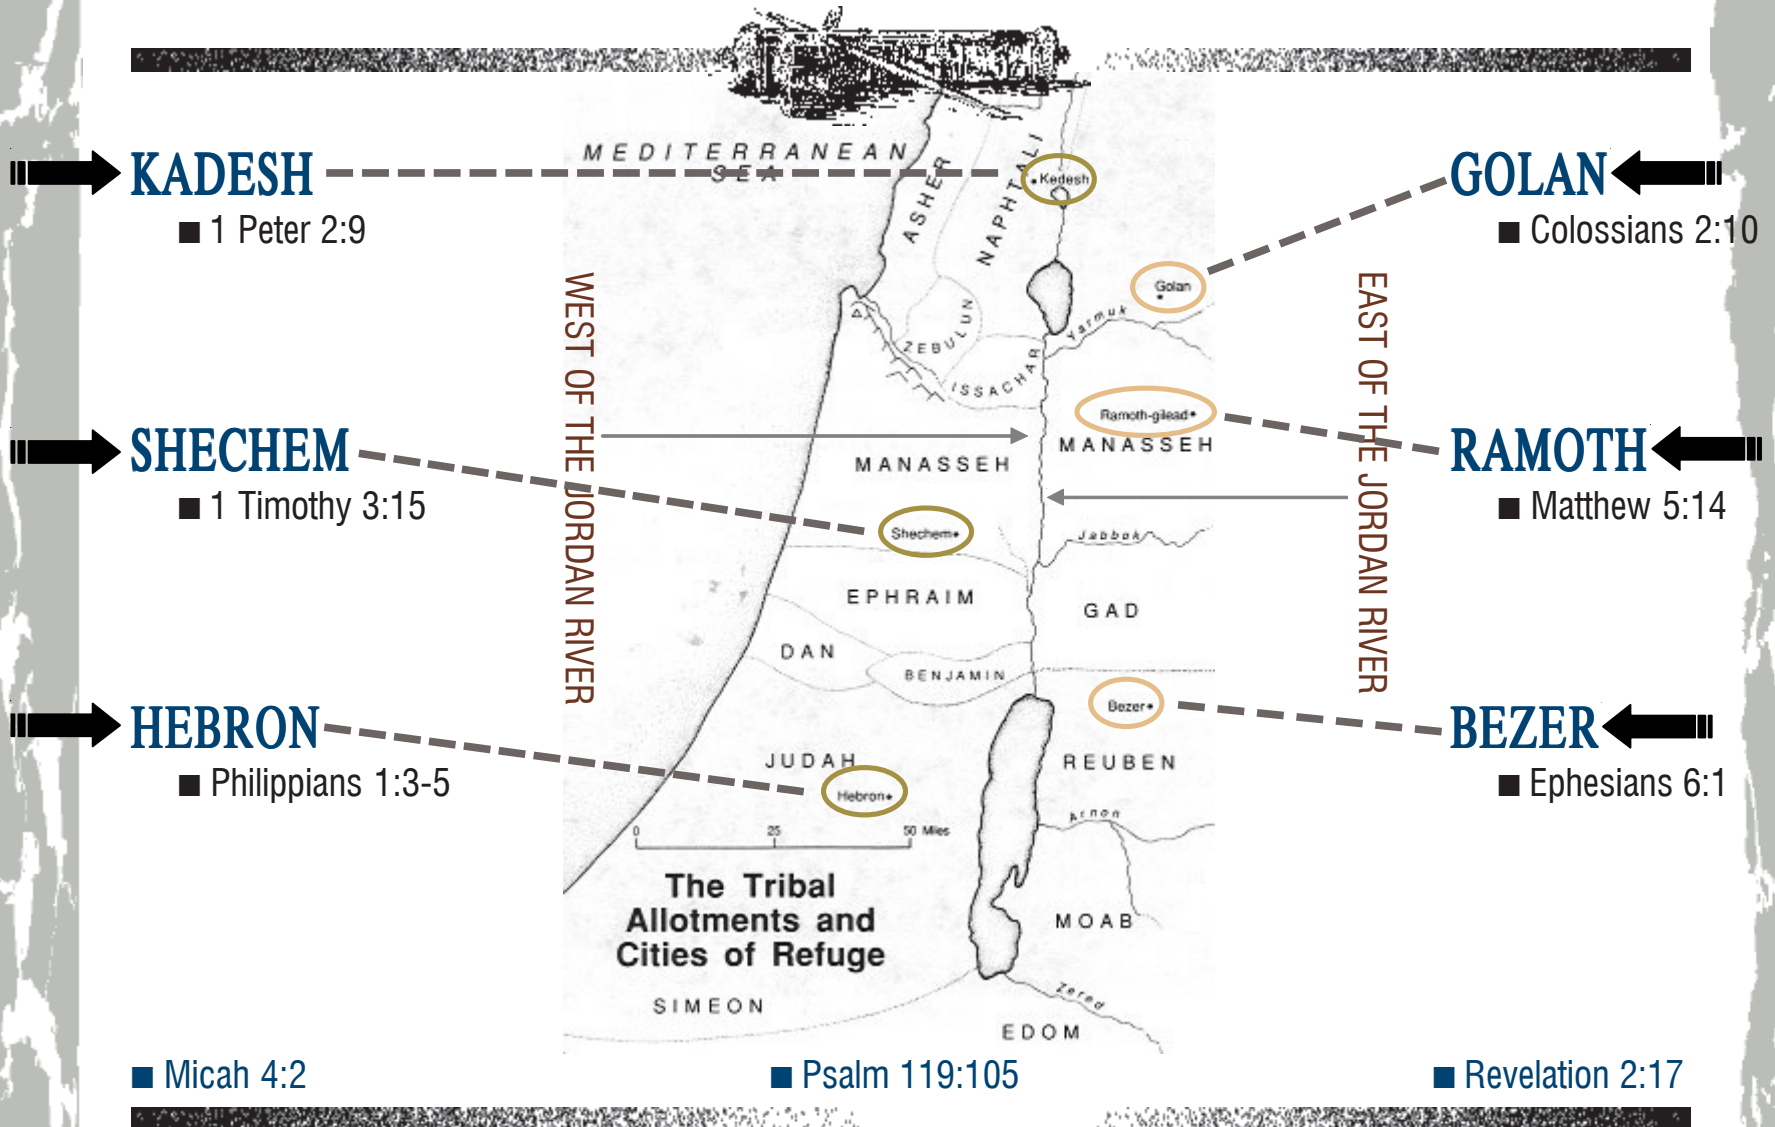 KADESH
■ 1 Peter 2:9
SHECHEM
■ 1 Timothy 3:15
HEBRON
■ Philippians 1:3-5
WEST OF THE JORDAN RIVER
MEDITERRANEAN
SEA
ASHER
NAPHTALI
Kedesh
Golan
Yarmuk
ZEBULUN
ISSACHAR
Ramoth-gilead
MANASSEH
MANASSEH
Shechem
Jabbok
EPHRAIM
GAD
DAN
BENJAMIN
Bezer
JUDAH
REUBEN
Hebron
Arnon
0 25 50 Miles
The Tribal
Allotments and
Cities of Refuge
MOAB
SIMEON
Zered
EDOM
EAST OF THE JORDAN RIVER
GOLAN
■ Colossians 2:10
RAMOTH
■ Matthew 5:14
BEZER
■ Ephesians 6:1
■ Micah 4:2
■ Psalm 119:105
■ Revelation 2:17